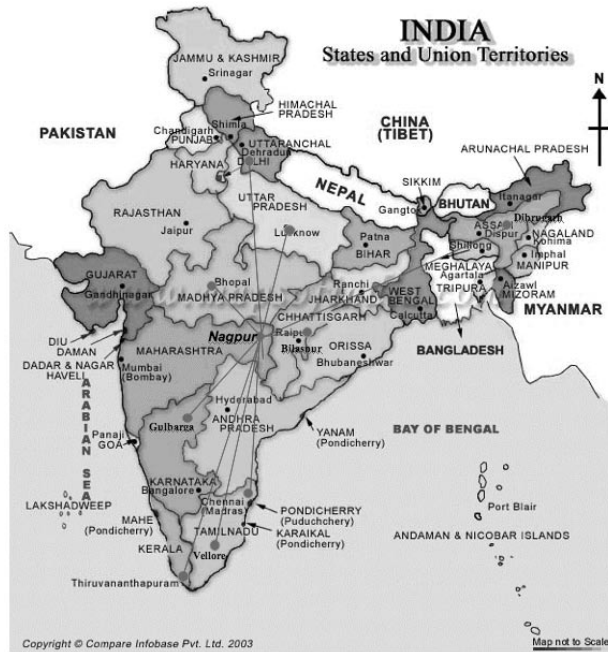 INDIA
States and Union Territories
N
JAMMU & KASHMIR
Srinagar
HIMACHAL
PRADESH
PAKISTAN
Shimla
Chandigarh
PUNJAB
UTTARANCHAL
Dehradun
CHINA
(TIBET)
ARUNACHAL PRADESH
HARYANA
DELHI
NEPAL
SIKKIM
Gangtok
BHUTAN
Itanagar
UTTAR
PRADESH
RAJASTHAN
Jaipur
Lucknow
Dibrugarh
ASSAM
Dispur
NAGALAND
Kohima
Patna
BIHAR
Shillong
MEGHALAYA
Imphal
MANIPUR
GUJARAT
Gandhinagar
Bhopal
MADHYA PRADESH
Ranchi
JHARKHAND
WEST
BENGAL
Calcutta
Agartala
TRIPURA
Aizawl
MIZORAM
MYANMAR
CHHATTISGARH
Nagpur
Raipur
Bilaspur
ORISSA
Bhubaneshwar
BANGLADESH
DIU
DAMAN
DADAR & NAGAR
HAVELI
MAHARASHTRA
Mumbai
(Bombay)
ARABIAN SEA
Hyderabad
ANDHRA
PRADESH
Gulbarga
YANAM
(Pondicherry)
BAY OF BENGAL
Panaji
GOA
KARNATAKA
Bangalore
Chennai
(Madras)
LAKSHADWEEP
MAHE
(Pondicherry)
PONDICHERRY
(Puduchchery)
KARAIKAL
(Pondicherry)
TAMILNADU
Vellore
KERALA
Thiruvananthapuram
Port Blair
ANDAMAN & NICOBAR ISLANDS
Copyright © Compare Infobase Pvt. Ltd. 2003
Map not to Scale